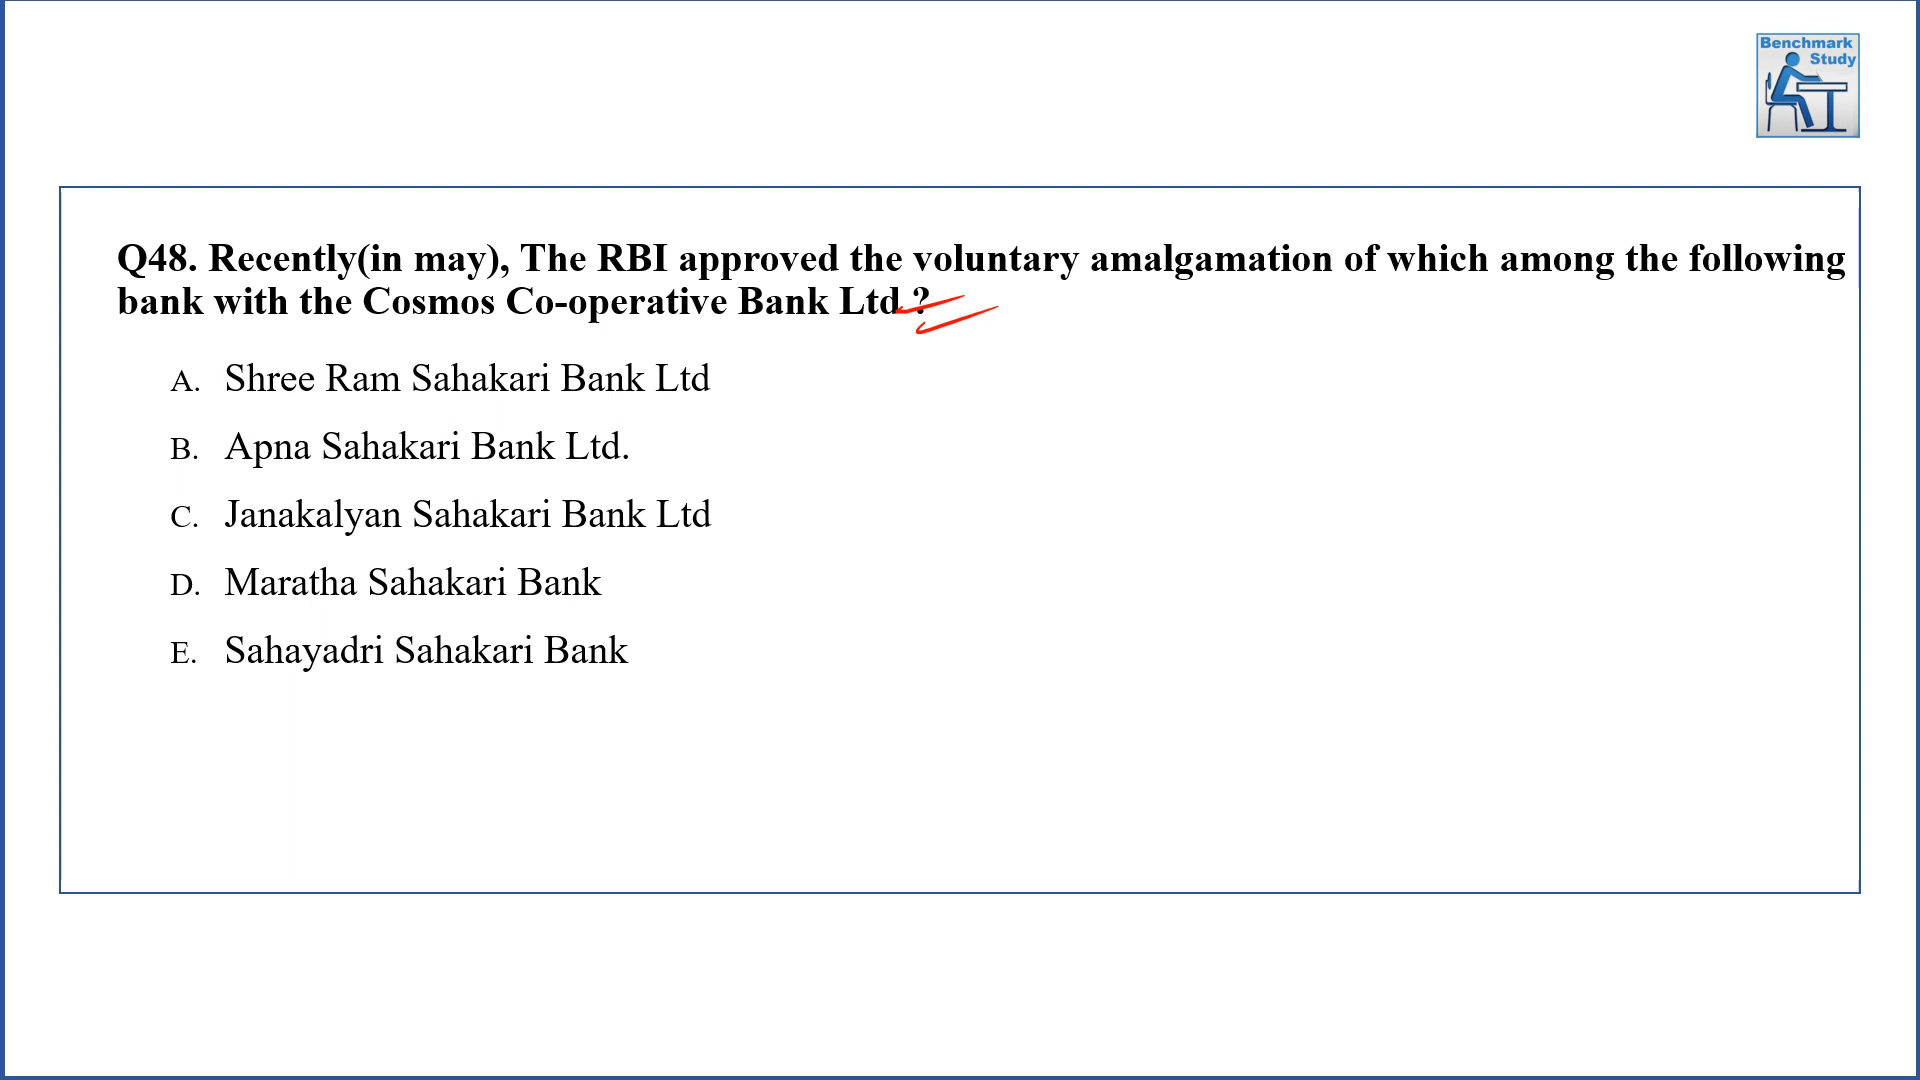 Benchmark
Study
Q48. Recently(in may), The RBI approved the voluntary amalgamation of which among the following
bank with the Cosmos Co-operative Bank Ltd ?
A. Shree Ram Sahakari Bank Ltd
B. Apna Sahakari Bank Ltd.
C. Janakalyan Sahakari Bank Ltd
D. Maratha Sahakari Bank
E. Sahayadri Sahakari Bank